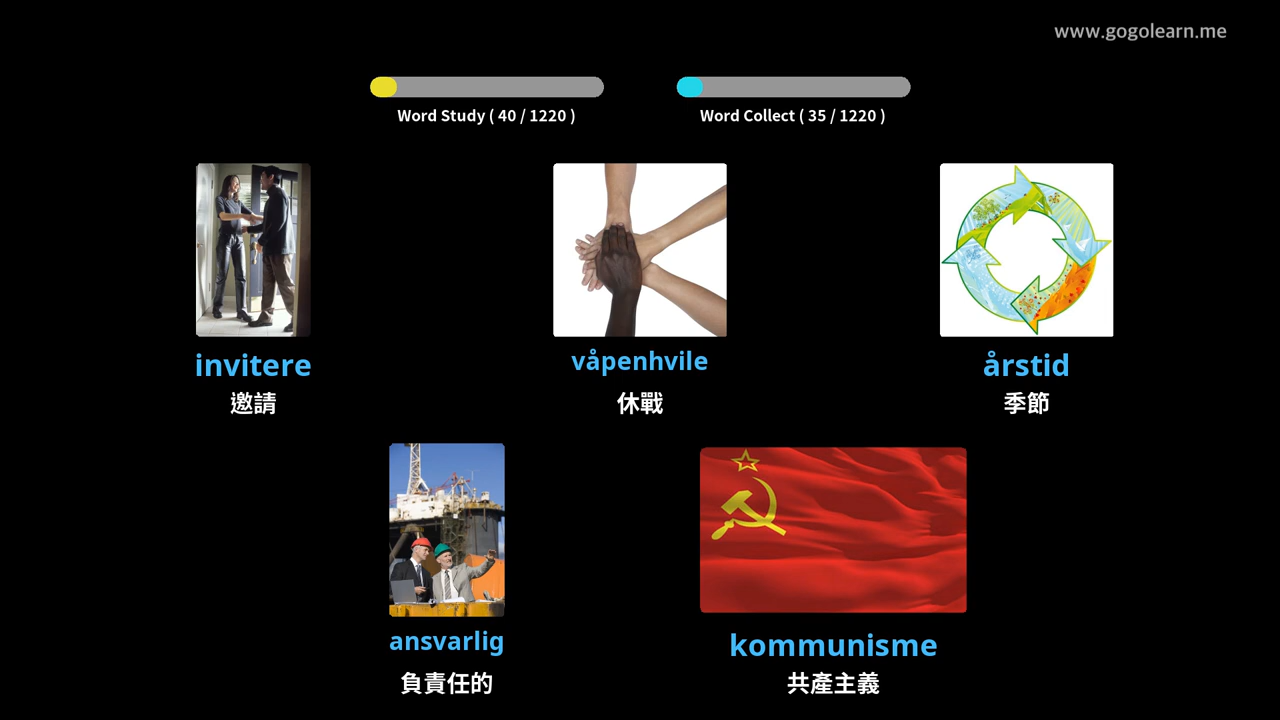 www.gogolearn.me
Word Study ( 40 / 1220 )
Word Collect ( 35 / 1220 )
invitere
邀請
våpenhvile
休戰
årstid
季節
ansvarlig
負責任的
kommunisme
共產主義